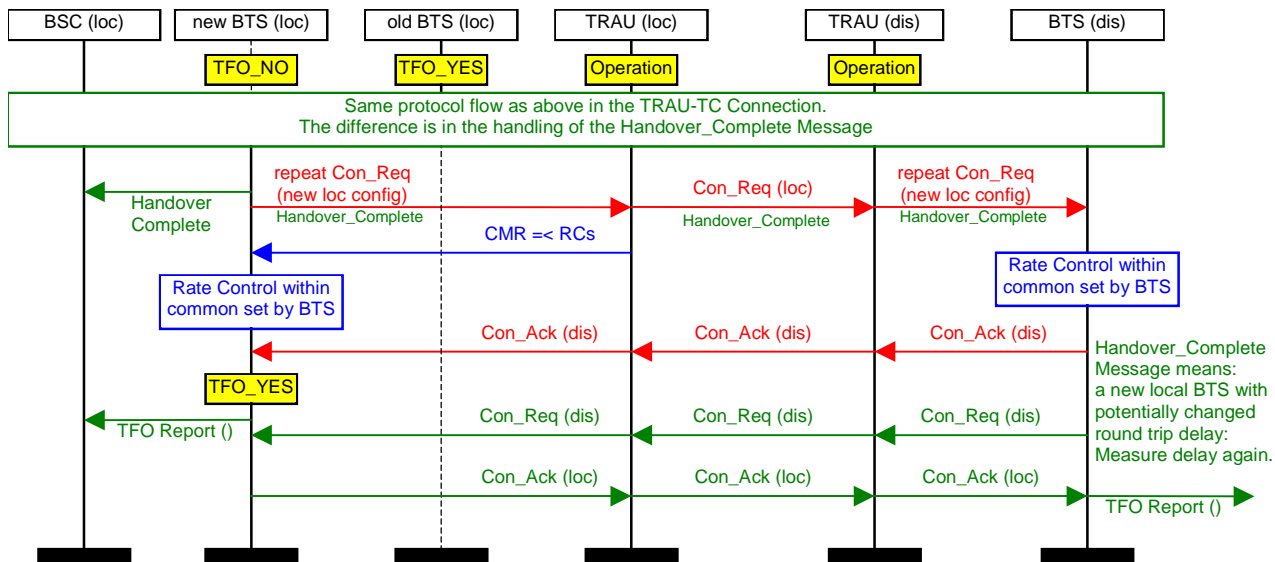 BSC (loc)
new BTS (loc)
old BTS (loc)
TRAU (loc)
TRAU (dis)
BTS (dis)
TFO_NO
TFO_YES
Operation
Operation
Same protocol flow as above in the TRAU-TC Connection.
The difference is in the handling of the Handover_Complete Message
Handover
Complete
repeat Con_Req
(new loc config)
Handover_Complete
Con_Req (loc)
Handover_Complete
repeat Con_Req
(new loc config)
Handover_Complete
CMR =< RCs
Rate Control within
common set by BTS
Rate Control within
common set by BTS
Con_Ack (dis)
Con_Ack (dis)
Con_Ack (dis)
Handover_Complete
Message means:
a new local BTS with
potentially changed
round trip delay:
Measure delay again.
TFO_YES
TFO Report ()
Con_Req (dis)
Con_Req (dis)
Con_Req (dis)
Con_Ack (loc)
Con_Ack (loc)
Con_Ack (loc)
TFO Report ()